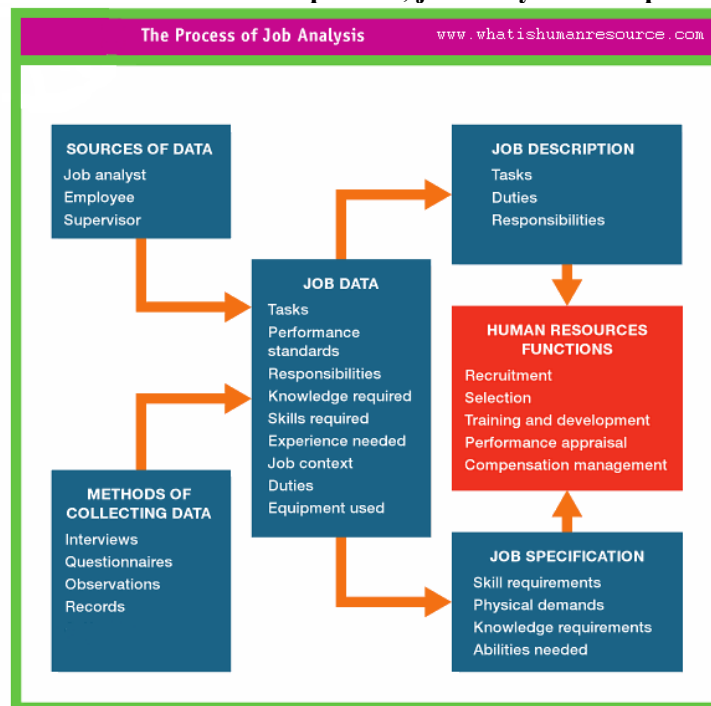 The Process of Job Analysis
www.whatishumanresource.com
SOURCES OF DATA
Job analyst
Employee
Supervisor
METHODS OF
COLLECTING DATA
Interviews
Questionnaires
Observations
Records
JOB DATA
Tasks
Performance
standards
Responsibilities
Knowledge required
Skills required
Experience needed
Job context
Duties
Equipment used
JOB DESCRIPTION
Tasks
Duties
Responsibilities
HUMAN RESOURCES
FUNCTIONS
Recruitment
Selection
Training and development
Performance appraisal
Compensation management
JOB SPECIFICATION
Skill requirements
Physical demands
Knowledge requirements
Abilities needed